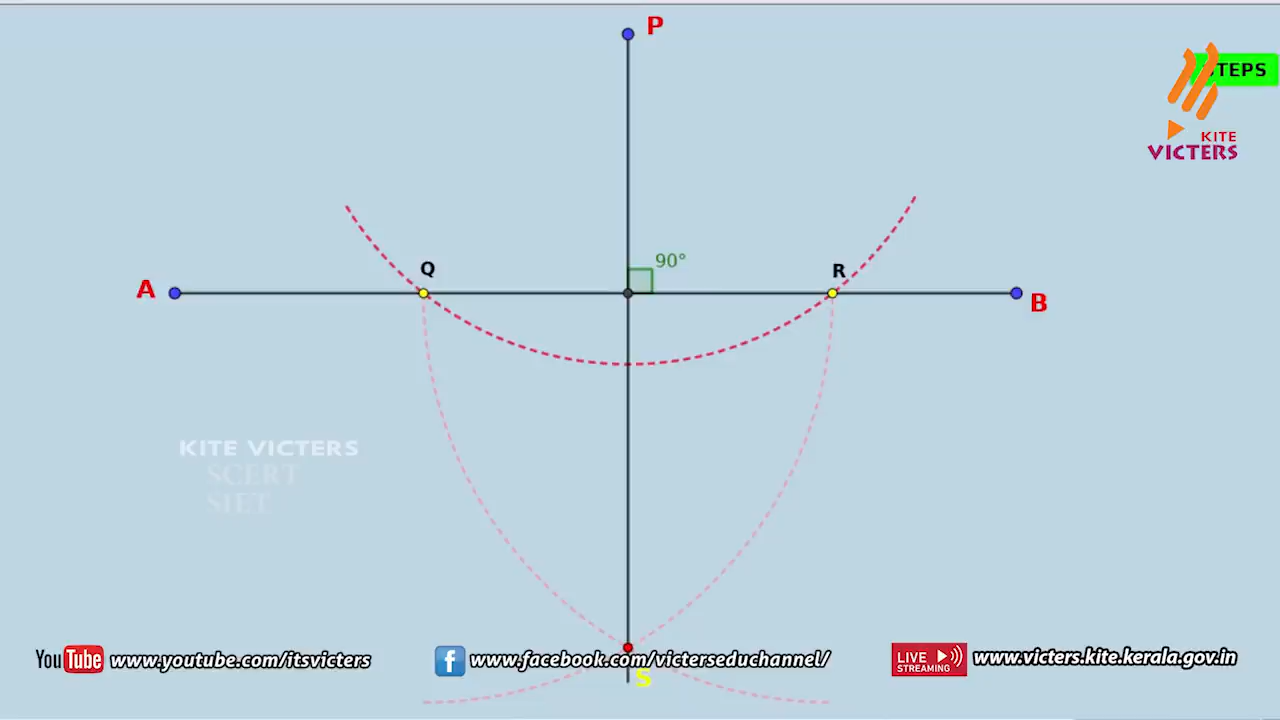 P
STEPS
KITE
VICTERS
90°
Q
R
A
B
KITE VICTERS
SCERT
SIET
YouTube www.youtube.com/itsvicters
f www.facebook.com/victerseduchannel/
LIVE STREAMING www.victers.kite.kerala.gov.in
S